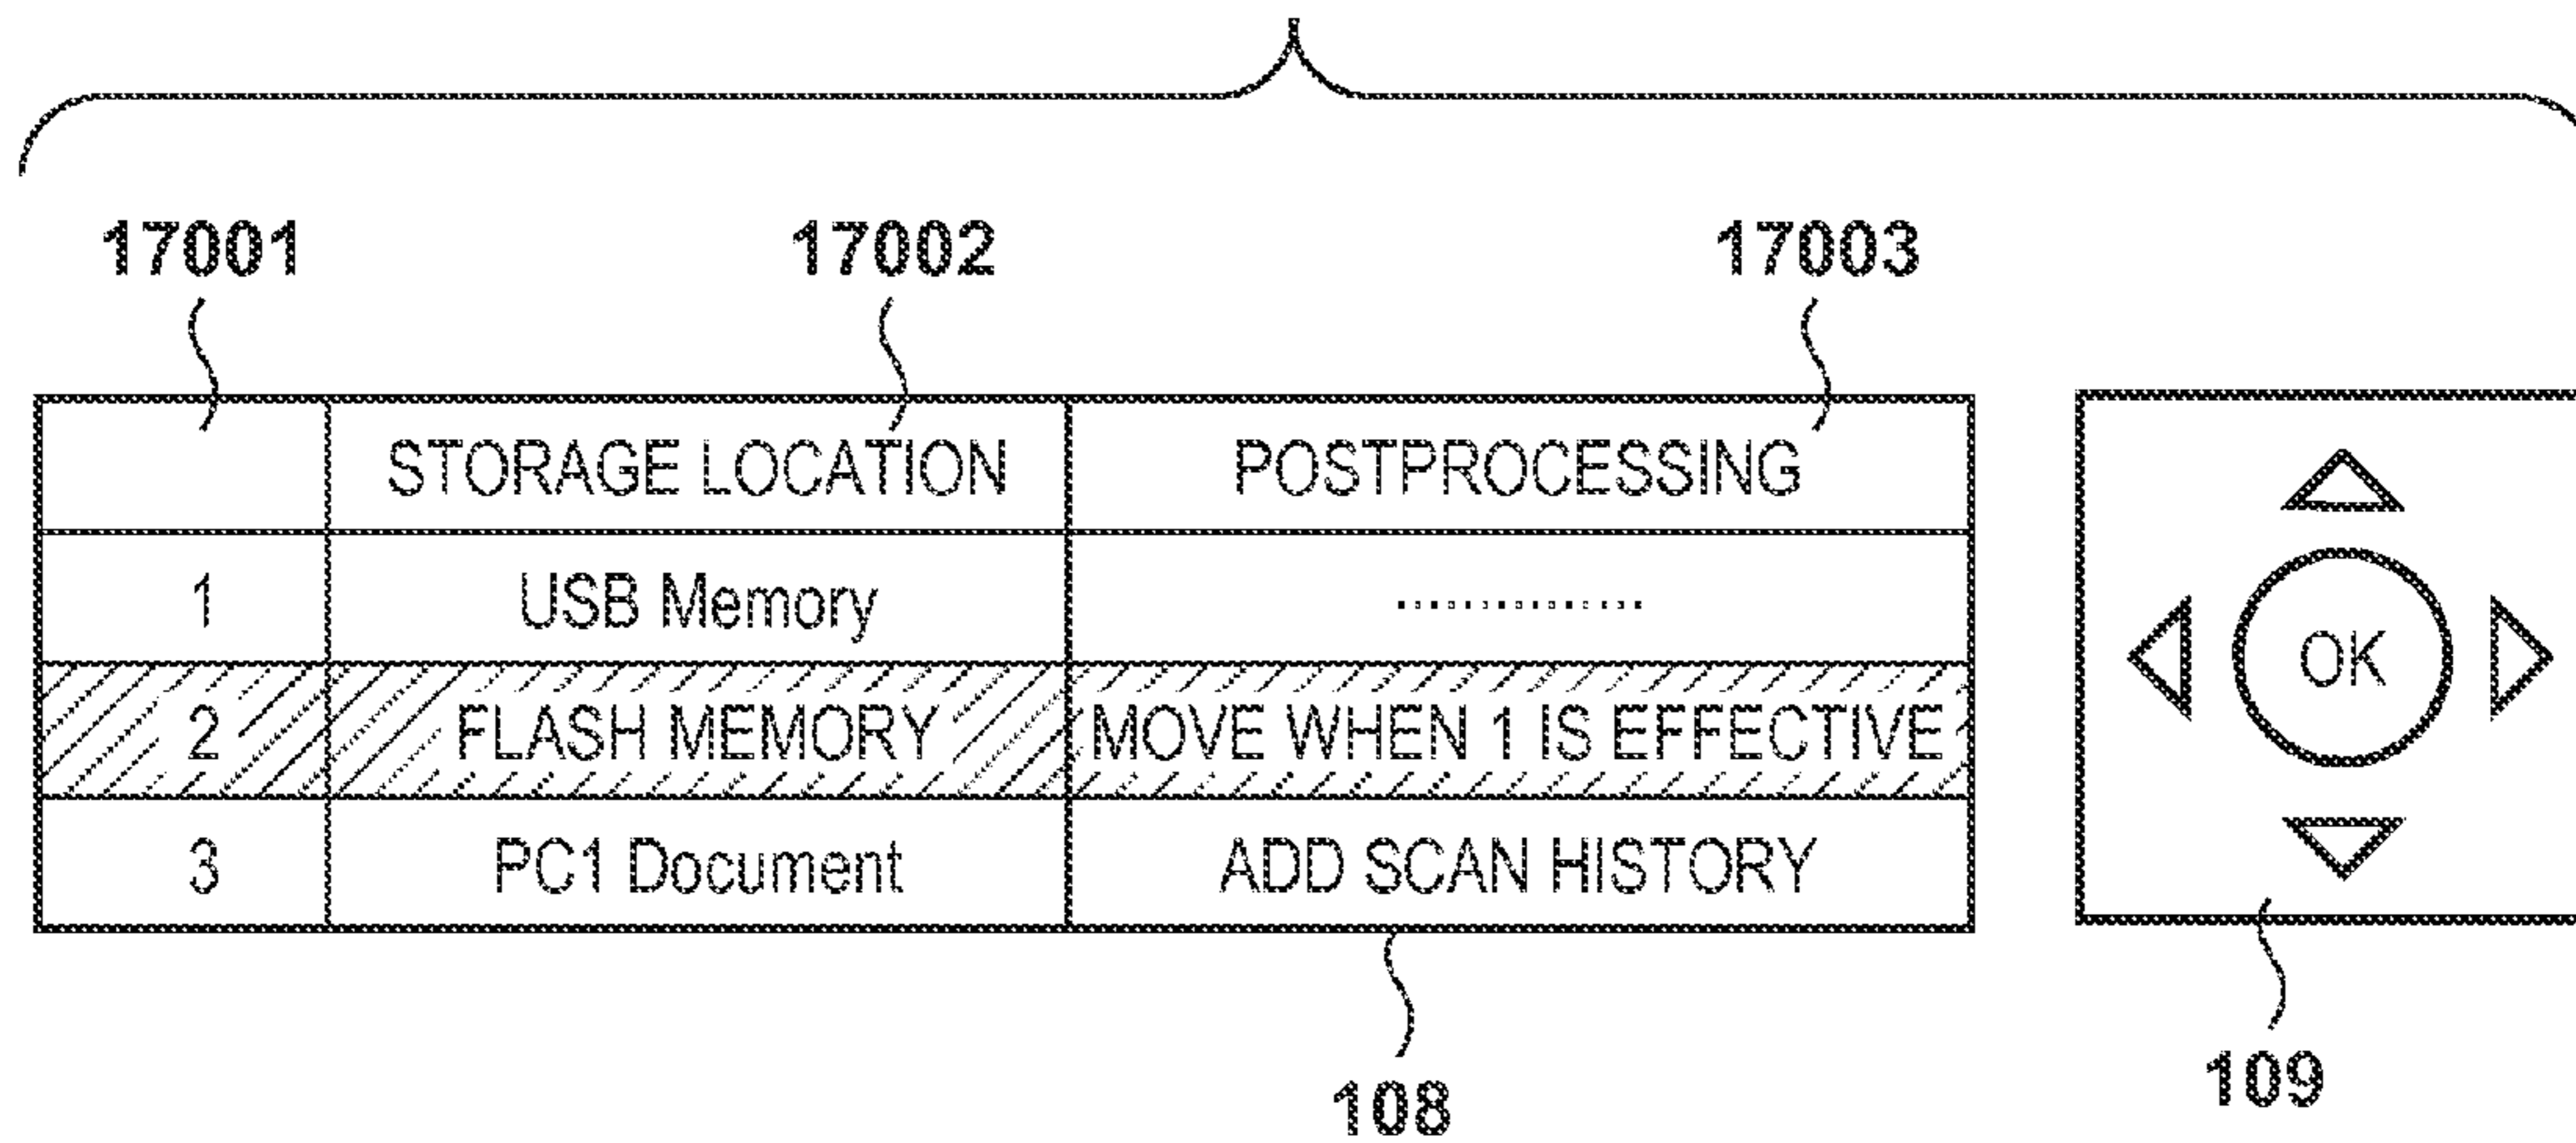 17001 17002 17003
STORAGE LOCATION POSTPROCESSING
1 USB Memory ...............
2 FLASH MEMORY MOVE WHEN 1 IS EFFECTIVE
3 PC1 Document ADD SCAN HISTORY
OK
108 109